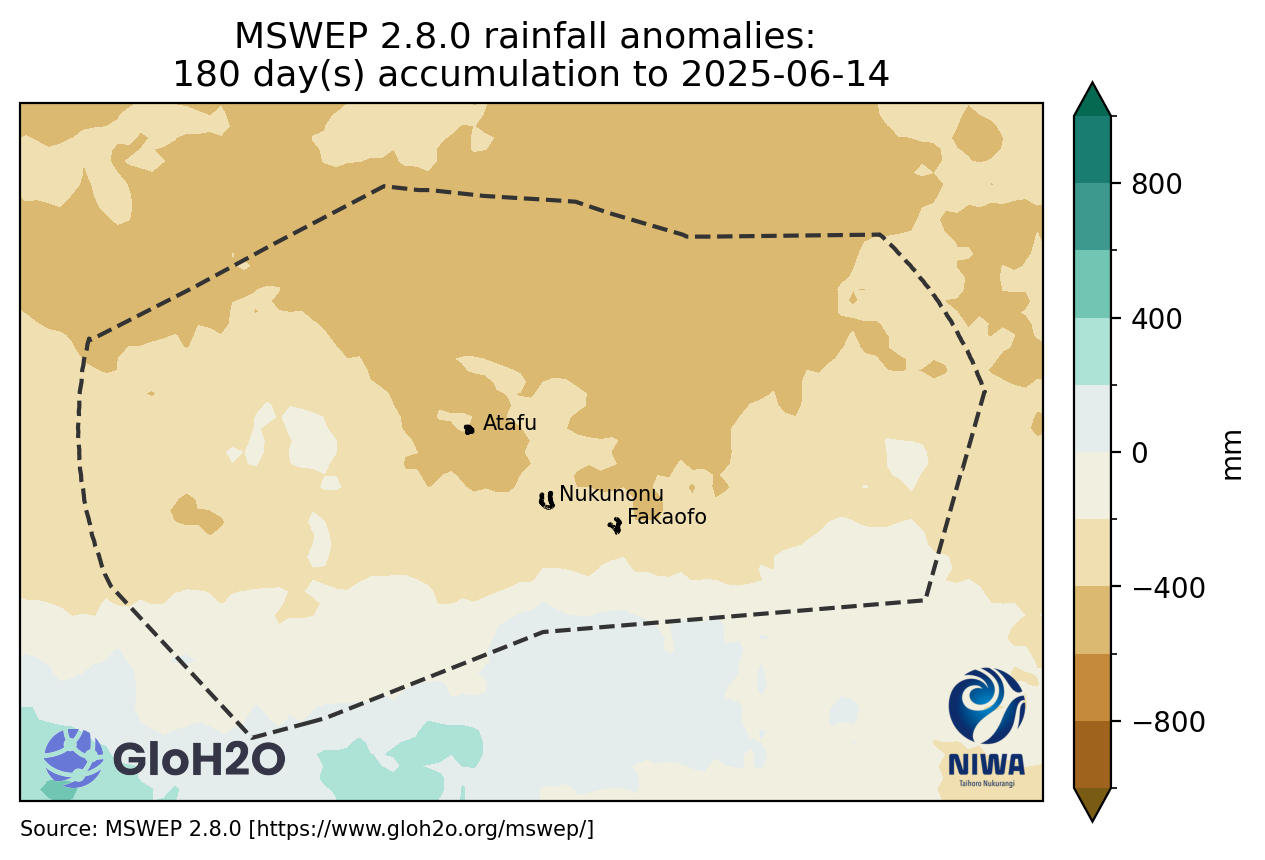 MSWEP 2.8.0 rainfall anomalies:
180 day(s) accumulation to 2025-06-14
800
400
0
−400
−800
mm
Atafu
Nukunonu
Fakaofo
GloH2O
NIWA
Taihoro Nukurangi
Source: MSWEP 2.8.0 [https://www.gloh2o.org/mswep/]